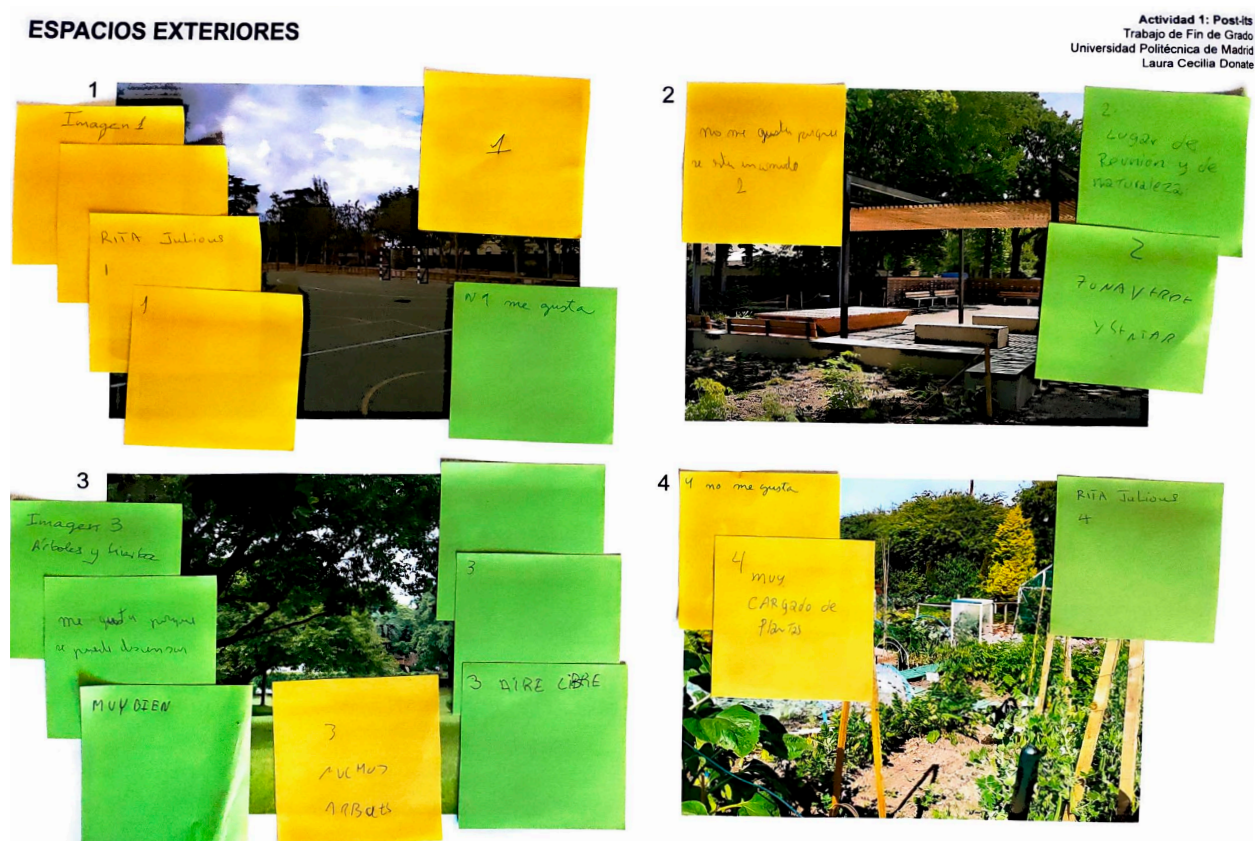 ESPACIOS EXTERIORES
Actividad 1: Post-its
Trabajo de Fin de Grado
Universidad Politécnica de Madrid
Laura Cecilia Donate
1
Imagen 1
RITA Julious
1
1
1
Nº1 me gusta
2
no me gusta porque
se esta incomodo
2
2.
Lugar de
Reunion y de
naturaleza
2
ZONA VERDE
Y SENTAR
3
Imagen 3
Árboles y hierba
me gusta porque
se puede descansar
MUY BIEN
3
3 AIRE LIBRE
3
MUCHOS
4
4 no me gusta
4
MUY
CARgado de
Plantas
RITA Julious
4